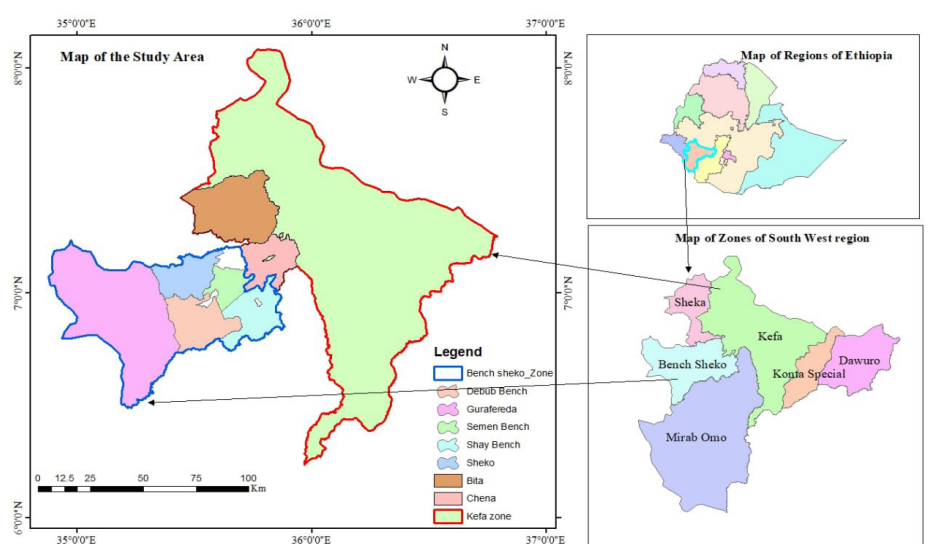 35°0'0"E 36°0'0"E 37°0'0"E
Map of the Study Area
N
W E
S
8°0'0"N
8°0'0"N
7°0'0"N
7°0'0"N
6°0'0"N
6°0'0"N
Legend
Bench sheko_Zone
Debub Bench
Gurafereda
Semen Bench
Shay Bench
Sheko
Bita
Chena
Kefa zone
0 12.5 25 50 75 100
Km
35°0'0"E 36°0'0"E 37°0'0"E
Map of Regions of Ethiopia
Map of Zones of South West region
Sheka
Kefa
Bench Sheko
Konta Special
Dawuro
Mirab Omo